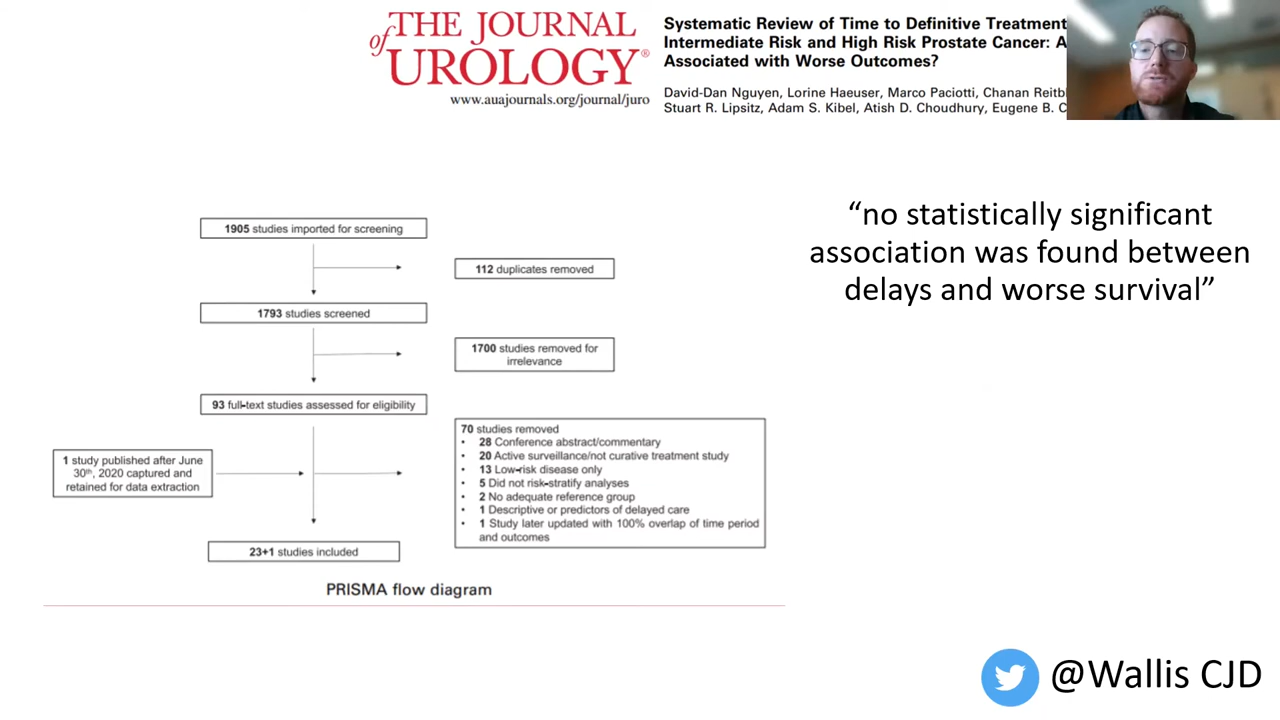 THE JOURNAL
of UROLOGY®
www.auajournals.org/journal/juro
Systematic Review of Time to Definitive Treatment
Intermediate Risk and High Risk Prostate Cancer: A
Associated with Worse Outcomes?
David-Dan Nguyen, Lorine Haeuser, Marco Paciotti, Chanan Reitbl
Stuart R. Lipsitz, Adam S. Kibel, Atish D. Choudhury, Eugene B. C
1905 studies imported for screening
112 duplicates removed
1793 studies screened
1700 studies removed for
irrelevance
93 full-text studies assessed for eligibility
70 studies removed
• 28 Conference abstract/commentary
• 20 Active surveillance/not curative treatment study
• 13 Low-risk disease only
• 5 Did not risk-stratify analyses
• 2 No adequate reference group
• 1 Descriptive or predictors of delayed care
• 1 Study later updated with 100% overlap of time period
and outcomes
1 study published after June
30th, 2020 captured and
retained for data extraction
23+1 studies included
PRISMA flow diagram
“no statistically significant
association was found between
delays and worse survival”
@Wallis CJD